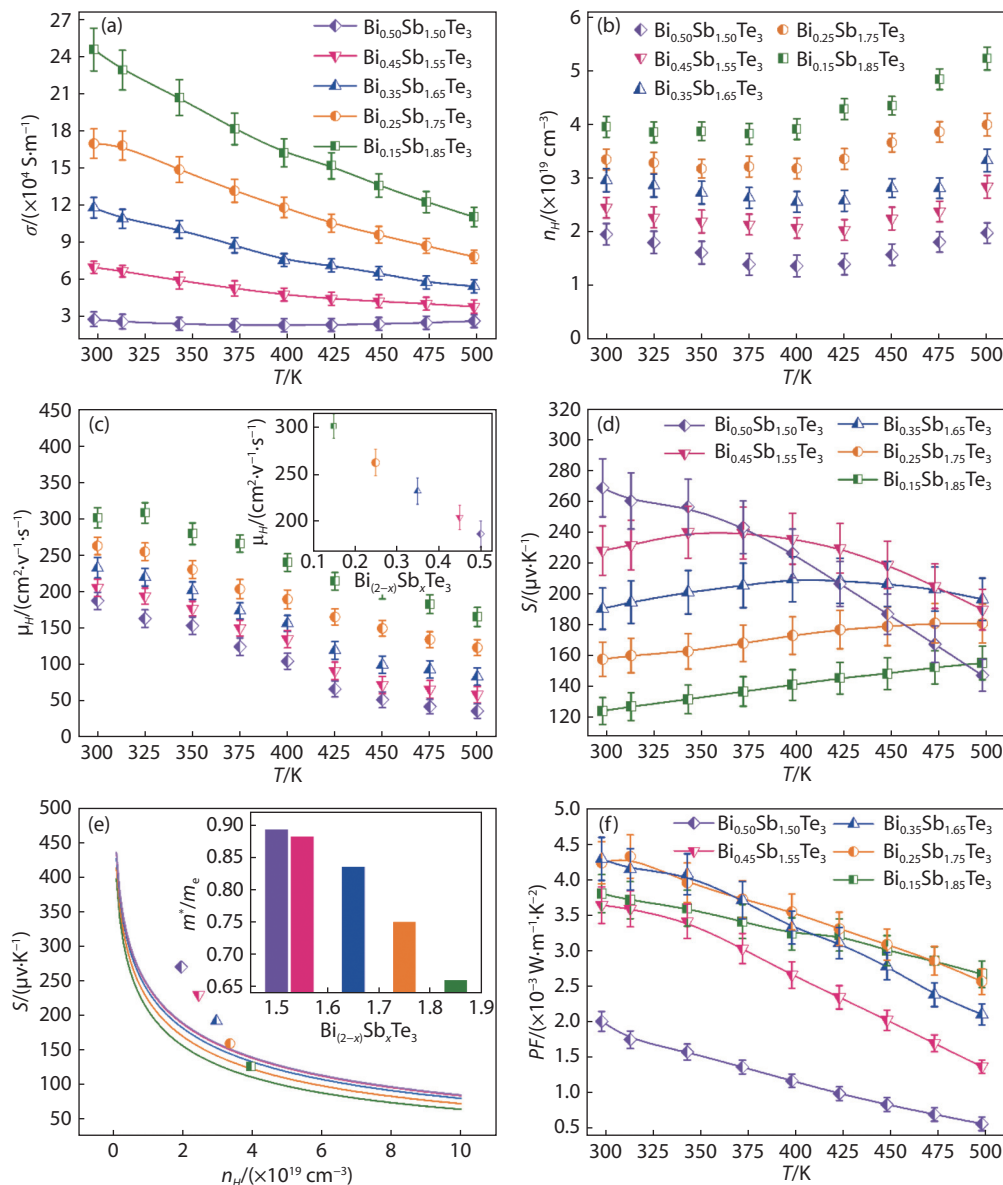 (a)
Bi0.50Sb1.50Te3
Bi0.45Sb1.55Te3
Bi0.35Sb1.65Te3
Bi0.25Sb1.75Te3
Bi0.15Sb1.85Te3
27
24
21
18
15
12
9
6
3
σ/(×10⁴ S·m⁻¹)
300 325 350 375 400 425 450 475 500
T/K
(b)
Bi0.50Sb1.50Te3 Bi0.25Sb1.75Te3
Bi0.45Sb1.55Te3 Bi0.15Sb1.85Te3
Bi0.35Sb1.65Te3
6
5
4
3
2
1
0
nH/(×10¹⁹ cm⁻³)
300 325 350 375 400 425 450 475 500
T/K
(c)
450
400
350
300
250
200
150
100
50
0
μH/(cm²·v⁻¹·s⁻¹)
300 325 350 375 400 425 450 475 500
T/K
300
250
200
μH/(cm²·v⁻¹·s⁻¹)
0.1 0.2 0.3 0.4 0.5
Bi(2−x)SbxTe3
(d)
Bi0.50Sb1.50Te3 Bi0.35Sb1.65Te3
Bi0.45Sb1.55Te3 Bi0.25Sb1.75Te3
Bi0.15Sb1.85Te3
320
300
280
260
240
220
200
180
160
140
120
S/(μv·K⁻¹)
300 325 350 375 400 425 450 475 500
T/K
(e)
500
450
400
350
300
250
200
150
100
50
S/(μv·K⁻¹)
0 2 4 6 8 10
nH/(×10¹⁹ cm⁻³)
0.90
0.85
0.80
0.70
0.65
m*/me
1.5 1.6 1.7 1.8 1.9
Bi(2−x)SbxTe3
(f)
Bi0.50Sb1.50Te3 Bi0.35Sb1.65Te3
Bi0.45Sb1.55Te3 Bi0.25Sb1.75Te3
Bi0.15Sb1.85Te3
5.0
4.5
4.0
3.5
3.0
2.5
2.0
1.5
1.0
0.5
PF/(×10⁻³ W·m⁻¹·K⁻²)
300 325 350 375 400 425 450 475 500
T/K